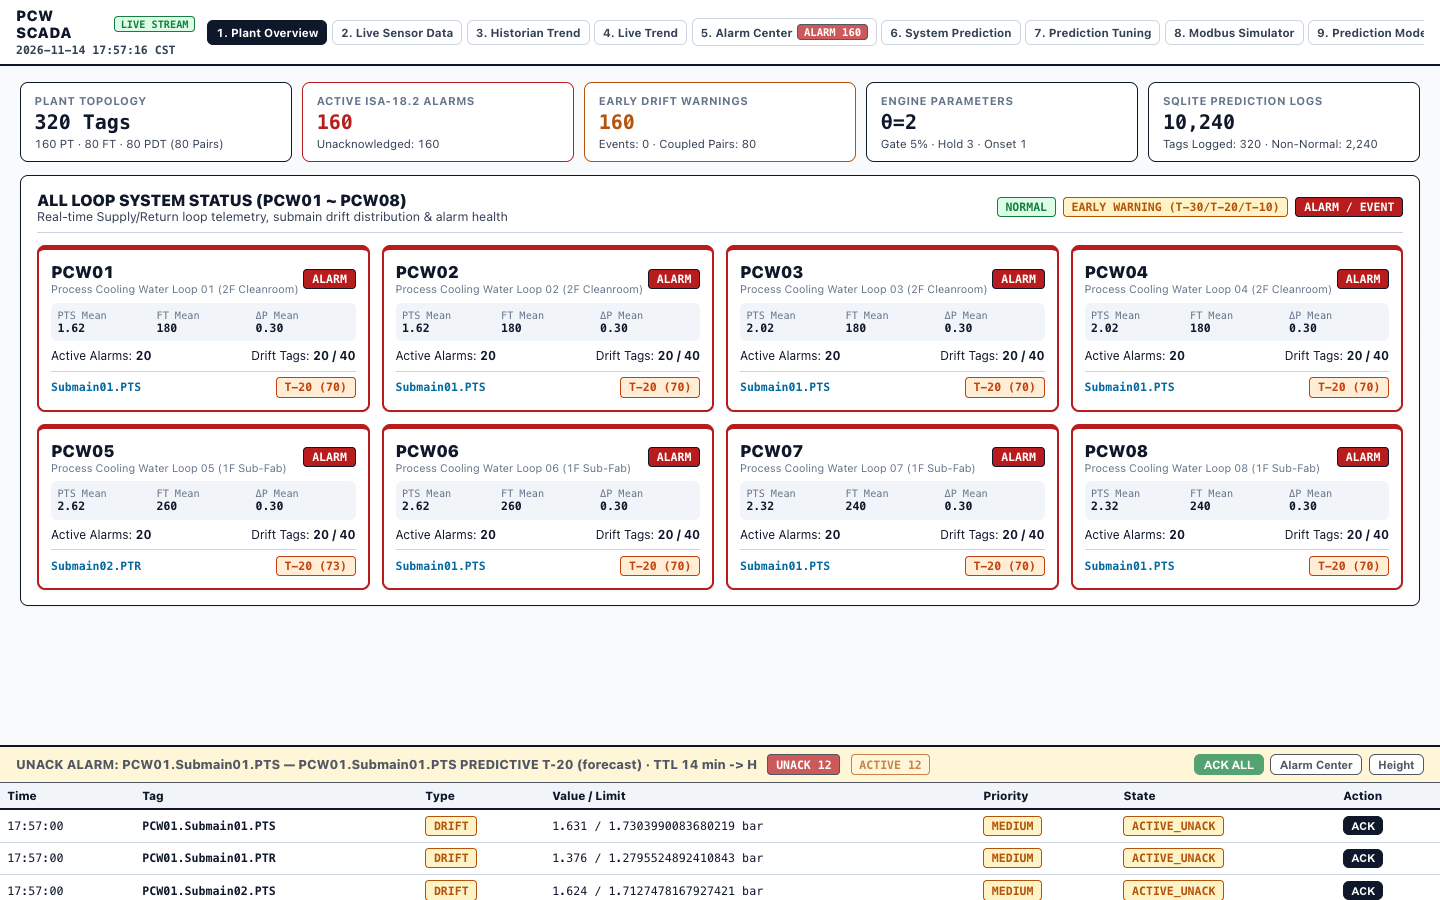 PCW SCADA
LIVE STREAM
2026-11-14 17:57:16 CST
1. Plant Overview
2. Live Sensor Data
3. Historian Trend
4. Live Trend
5. Alarm Center ALARM 160
6. System Prediction
7. Prediction Tuning
8. Modbus Simulator
9. Prediction Mode
PLANT TOPOLOGY
320 Tags
160 PT · 80 FT · 80 PDT (80 Pairs)
ACTIVE ISA-18.2 ALARMS
160
Unacknowledged: 160
EARLY DRIFT WARNINGS
160
Events: 0 · Coupled Pairs: 80
ENGINE PARAMETERS
θ=2
Gate 5% · Hold 3 · Onset 1
SQLITE PREDICTION LOGS
10,240
Tags Logged: 320 · Non-Normal: 2,240
ALL LOOP SYSTEM STATUS (PCW01 ~ PCW08)
Real-time Supply/Return loop telemetry, submain drift distribution & alarm health
NORMAL
EARLY WARNING (T-30/T-20/T-10)
ALARM / EVENT
PCW01
Process Cooling Water Loop 01 (2F Cleanroom)
ALARM
PTS Mean FT Mean ΔP Mean
1.62 180 0.30
Active Alarms: 20 Drift Tags: 20 / 40
Submain01.PTS T-20 (70)
PCW02
Process Cooling Water Loop 02 (2F Cleanroom)
ALARM
PTS Mean FT Mean ΔP Mean
1.62 180 0.30
Active Alarms: 20 Drift Tags: 20 / 40
Submain01.PTS T-20 (70)
PCW03
Process Cooling Water Loop 03 (2F Cleanroom)
ALARM
PTS Mean FT Mean ΔP Mean
2.02 180 0.30
Active Alarms: 20 Drift Tags: 20 / 40
Submain01.PTS T-20 (70)
PCW04
Process Cooling Water Loop 04 (2F Cleanroom)
ALARM
PTS Mean FT Mean ΔP Mean
2.02 180 0.30
Active Alarms: 20 Drift Tags: 20 / 40
Submain01.PTS T-20 (70)
PCW05
Process Cooling Water Loop 05 (1F Sub-Fab)
ALARM
PTS Mean FT Mean ΔP Mean
2.62 260 0.30
Active Alarms: 20 Drift Tags: 20 / 40
Submain02.PTR T-20 (73)
PCW06
Process Cooling Water Loop 06 (1F Sub-Fab)
ALARM
PTS Mean FT Mean ΔP Mean
2.62 260 0.30
Active Alarms: 20 Drift Tags: 20 / 40
Submain01.PTS T-20 (70)
PCW07
Process Cooling Water Loop 07 (1F Sub-Fab)
ALARM
PTS Mean FT Mean ΔP Mean
2.32 240 0.30
Active Alarms: 20 Drift Tags: 20 / 40
Submain01.PTS T-20 (70)
PCW08
Process Cooling Water Loop 08 (1F Sub-Fab)
ALARM
PTS Mean FT Mean ΔP Mean
2.32 240 0.30
Active Alarms: 20 Drift Tags: 20 / 40
Submain01.PTS T-20 (70)
UNACK ALARM: PCW01.Submain01.PTS — PCW01.Submain01.PTS PREDICTIVE T-20 (forecast) · TTL 14 min -> H UNACK 12 ACTIVE 12 ACK ALL Alarm Center Height
Time Tag Type Value / Limit Priority State Action
17:57:00 PCW01.Submain01.PTS DRIFT 1.631 / 1.7303990083680219 bar MEDIUM ACTIVE_UNACK ACK
17:57:00 PCW01.Submain01.PTR DRIFT 1.376 / 1.2795524892410843 bar MEDIUM ACTIVE_UNACK ACK
17:57:00 PCW01.Submain02.PTS DRIFT 1.624 / 1.7127478167927421 bar MEDIUM ACTIVE_UNACK ACK